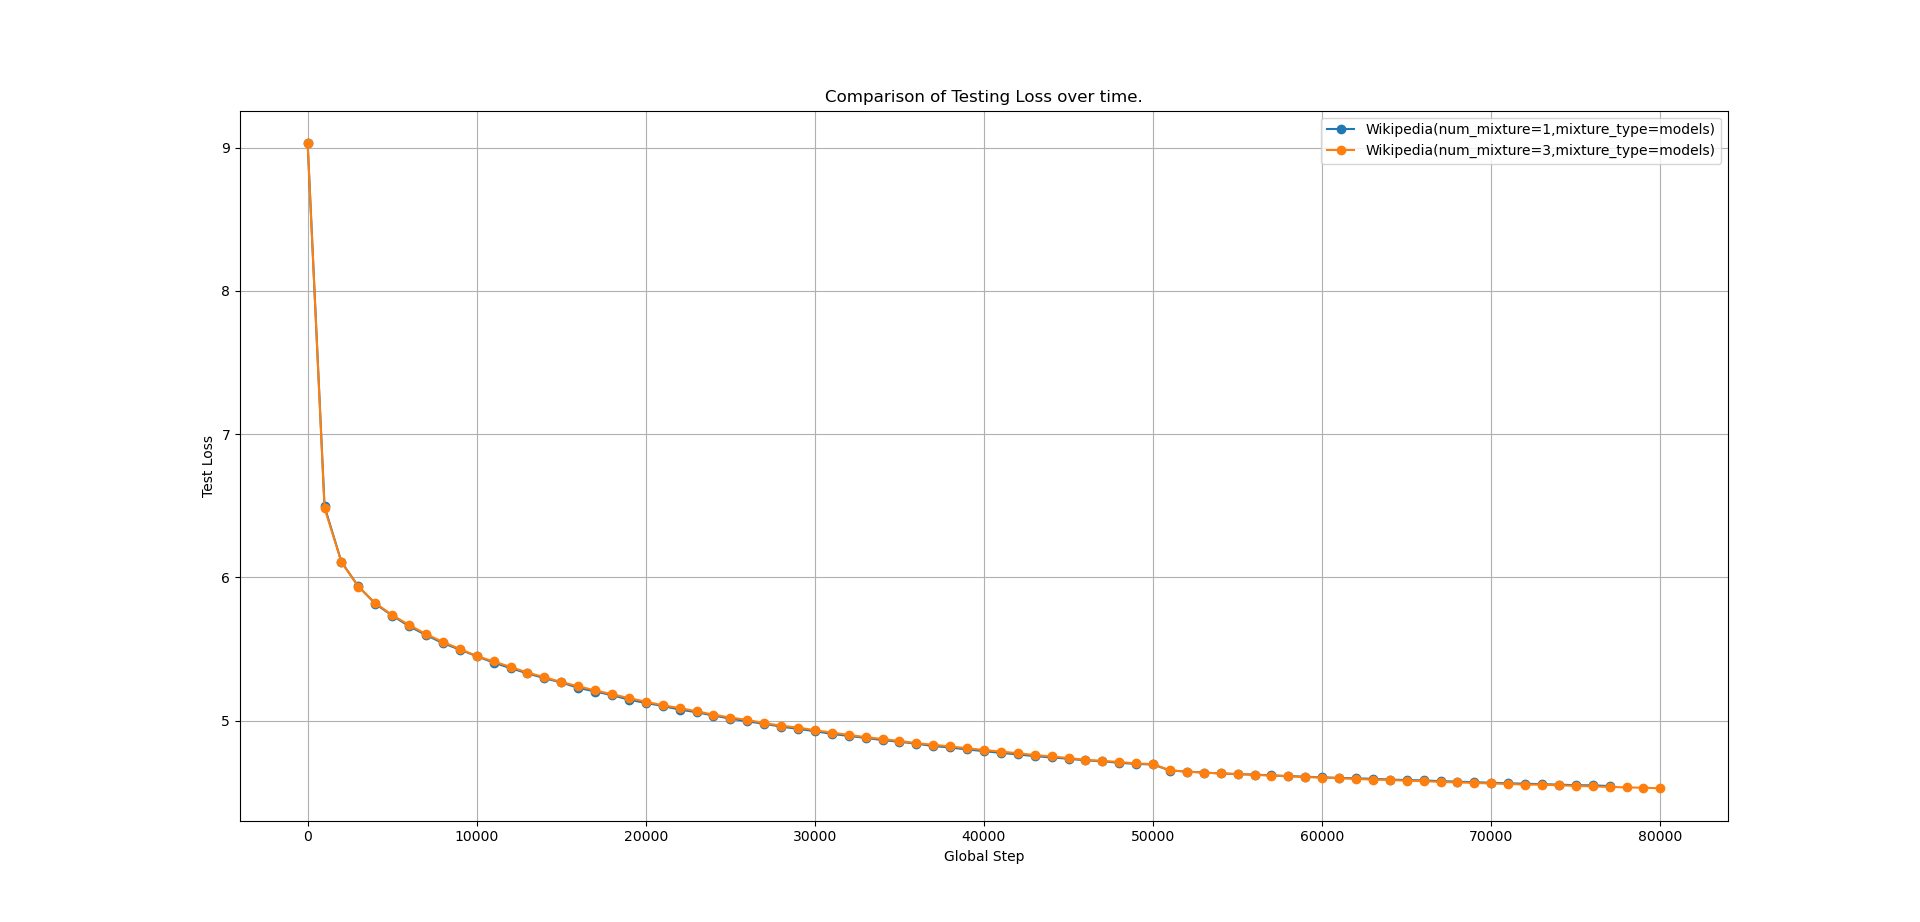 Comparison of Testing Loss over time.
Wikipedia(num_mixture=1,mixture_type=models)
Wikipedia(num_mixture=3,mixture_type=models)
9
8
7
6
5
Test Loss
0 10000 20000 30000 40000 50000 60000 70000 80000
Global Step